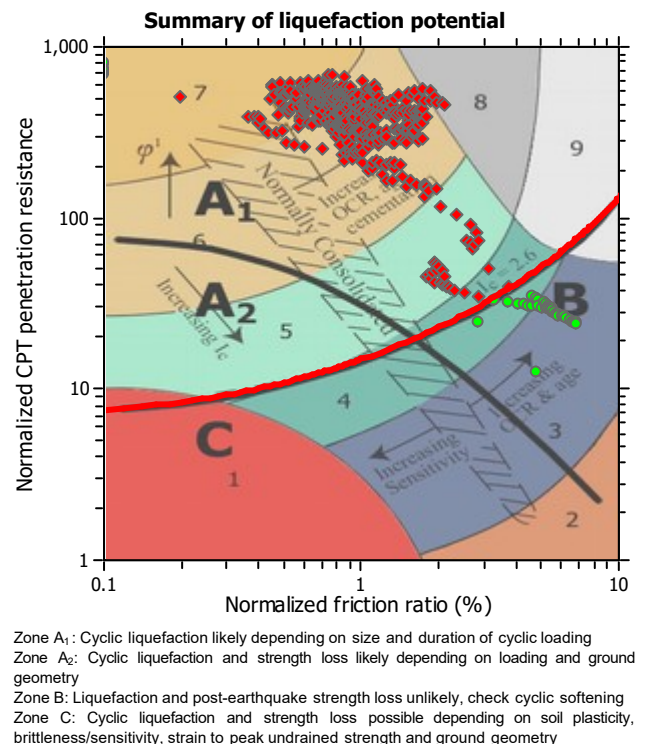 Summary of liquefaction potential
1,000
7
8
9
φ'
Increas
OCR, a
cementati
A1
Normally Consolidated
100
6
Ic = 2.6
A2
B
Increasing Ic
5
10
4
Increasing
OCR & age
3
C
1
Increasing
Sensitivity
2
1
0.1
1
10
Normalized CPT penetration resistance
Normalized friction ratio (%)
Zone A1: Cyclic liquefaction likely depending on size and duration of cyclic loading
Zone A2: Cyclic liquefaction and strength loss likely depending on loading and ground
geometry
Zone B: Liquefaction and post-earthquake strength loss unlikely, check cyclic softening
Zone C: Cyclic liquefaction and strength loss possible depending on soil plasticity,
brittleness/sensitivity, strain to peak undrained strength and ground geometry